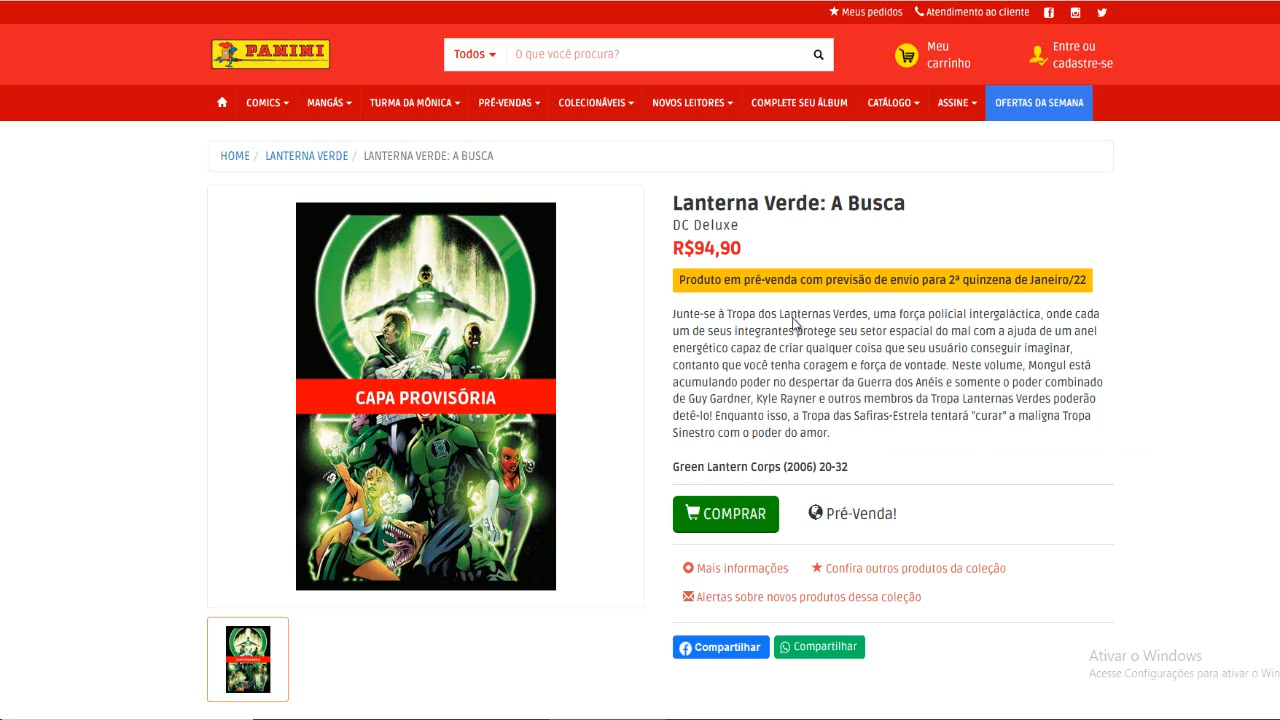 Meus pedidos
Atendimento ao cliente
PANINI
Todos
O que você procura?
Meu
carrinho
Entre ou
cadastre-se
COMICS
MANGÁS
TURMA DA MÔNICA
PRÉ-VENDAS
COLECIONÁVEIS
NOVOS LEITORES
COMPLETE SEU ÁLBUM
CATÁLOGO
ASSINE
OFERTAS DA SEMANA
HOME / LANTERNA VERDE / LANTERNA VERDE: A BUSCA
CAPA PROVISÓRIA
Lanterna Verde: A Busca
DC Deluxe
R$94,90
Produto em pré-venda com previsão de envio para 2ª quinzena de Janeiro/22
Junte-se à Tropa dos Lanternas Verdes, uma força policial intergaláctica, onde cada
um de seus integrantes protege seu setor espacial do mal com a ajuda de um anel
energético capaz de criar qualquer coisa que seu usuário conseguir imaginar,
contanto que você tenha coragem e força de vontade. Neste volume, Mongul está
acumulando poder no despertar da Guerra dos Anéis e somente o poder combinado
de Guy Gardner, Kyle Rayner e outros membros da Tropa Lanternas Verdes poderão
detê-lo! Enquanto isso, a Tropa das Safiras-Estrela tentará "curar" a maligna Tropa
Sinestro com o poder do amor.
Green Lantern Corps (2006) 20-32
COMPRAR
Pré-Venda!
Mais informações
Confira outros produtos da coleção
Alertas sobre novos produtos dessa coleção
Compartilhar
Compartilhar
Ativar o Windows
Acesse Configurações para ativar o Win